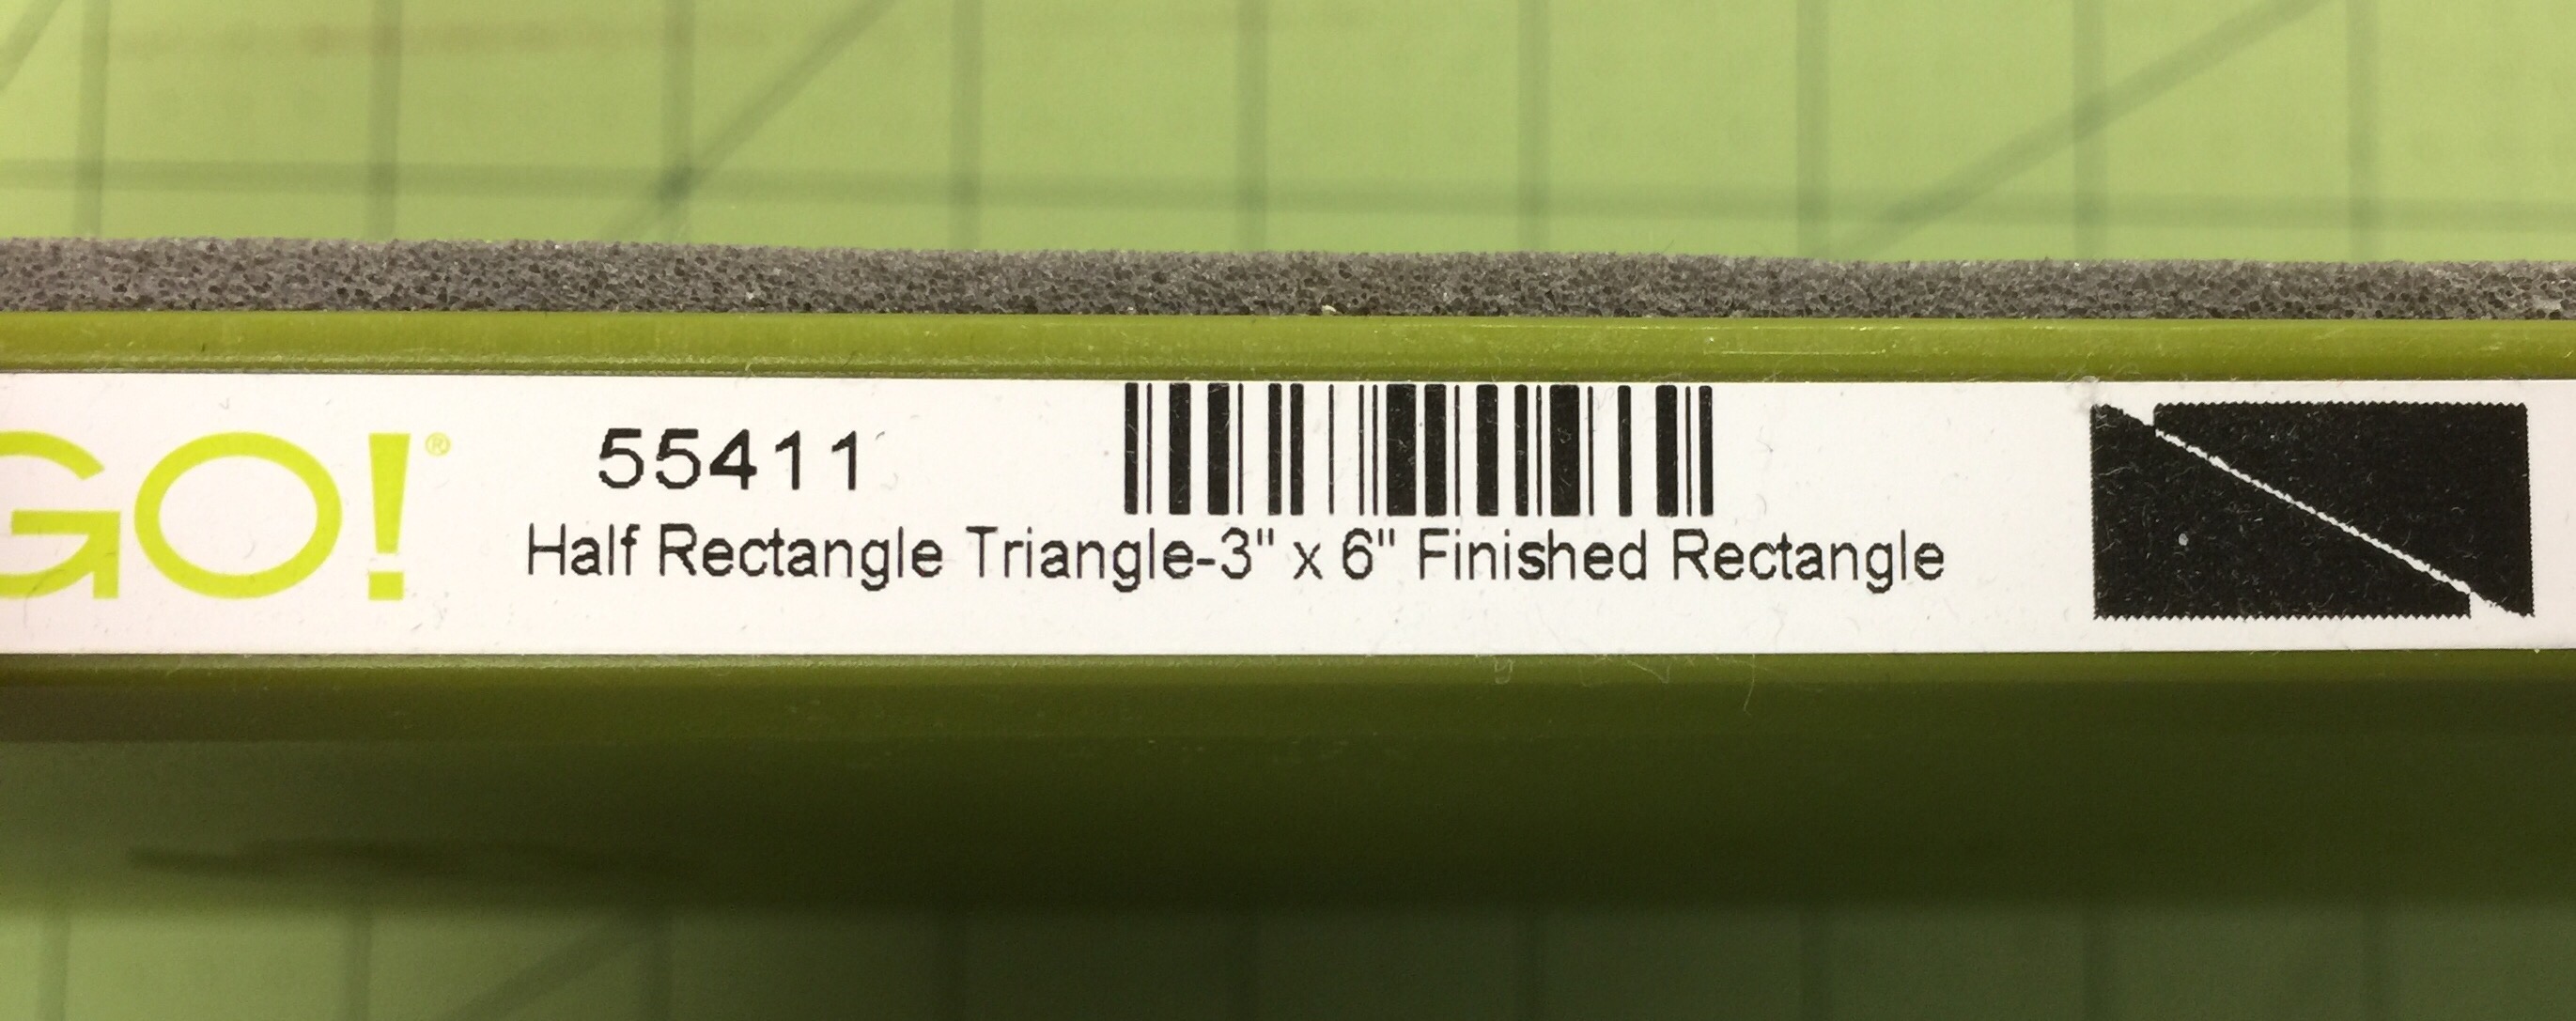 GO!®
55411
Half Rectangle Triangle-3" x 6" Finished Rectangle